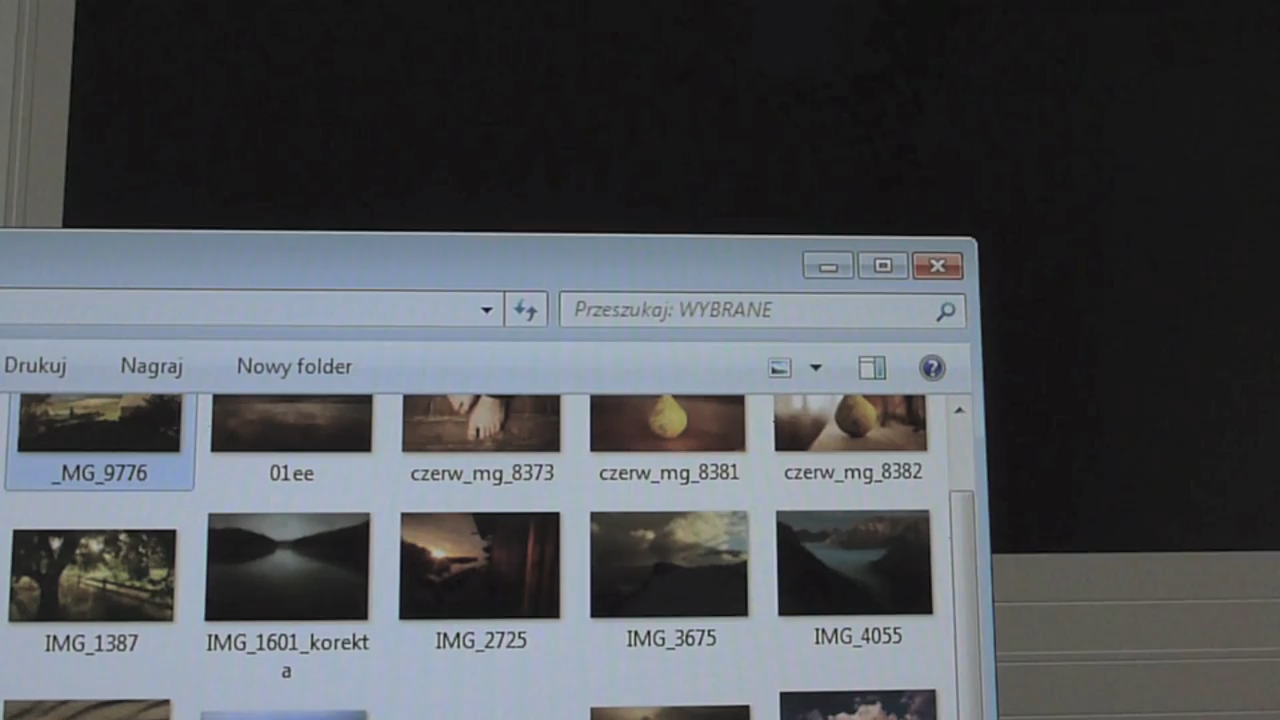 Przeszukaj: WYBRANE
Drukuj Nagraj Nowy folder
_MG_9776 01ee czerw_mg_8373 czerw_mg_8381 czerw_mg_8382
IMG_1387 IMG_1601_korekt IMG_2725 IMG_3675 IMG_4055
a